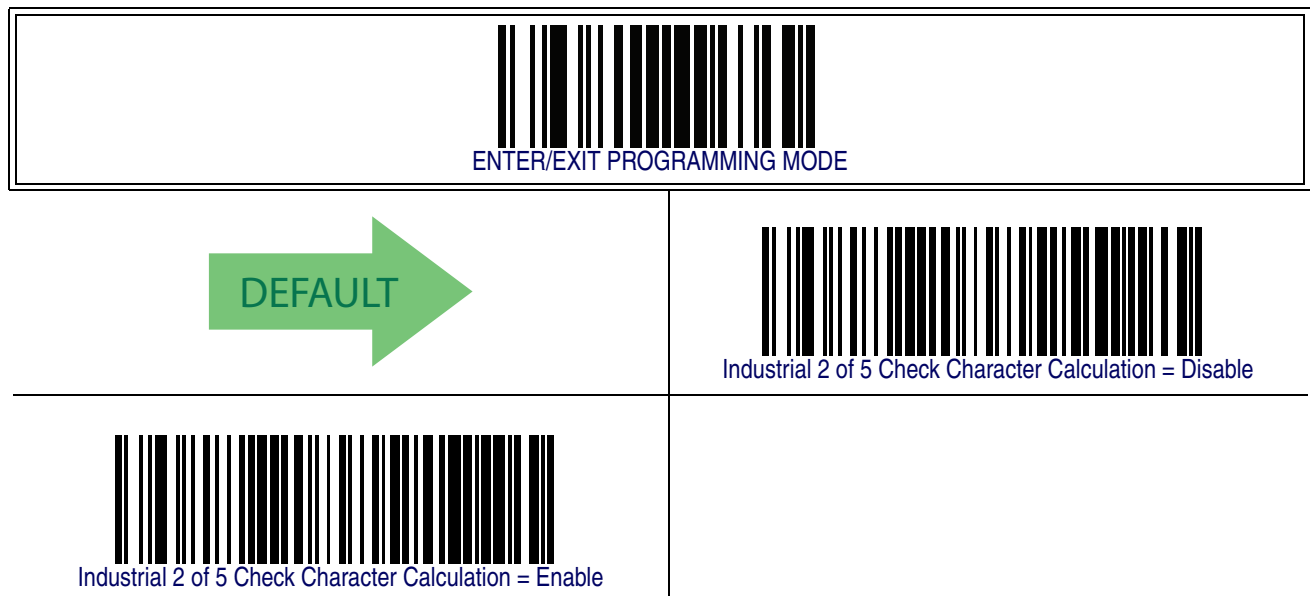 ENTER/EXIT PROGRAMMING MODE
DEFAULT
Industrial 2 of 5 Check Character Calculation = Disable
Industrial 2 of 5 Check Character Calculation = Enable